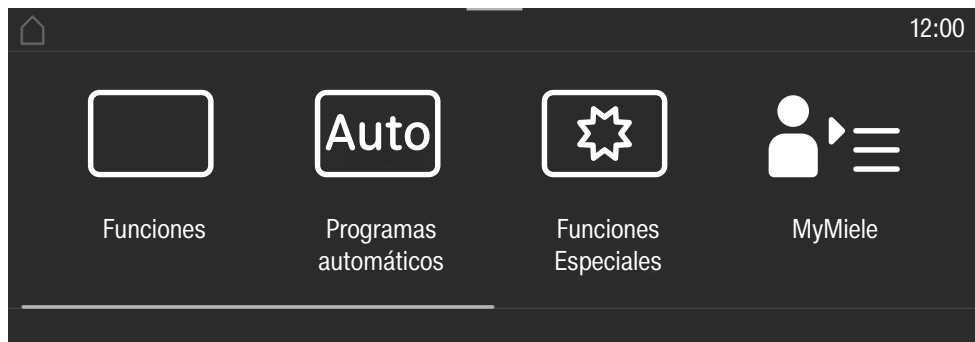 12:00
Auto
Funciones
Programas
automáticos
Funciones
Especiales
MyMiele